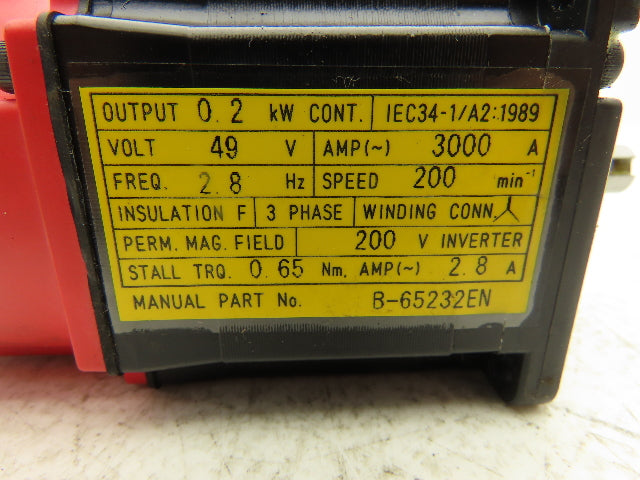 OUTPUT 0.2 kW CONT. IEC34-1/A2:1989
VOLT 49 V AMP(~) 3000 A
FREQ. 2.8 Hz SPEED 200 min⁻¹
INSULATION F 3 PHASE WINDING CONN.
PERM. MAG. FIELD 200 V INVERTER
STALL TRQ. 0.65 Nm. AMP(~) 2.8 A
MANUAL PART No. B-65232EN